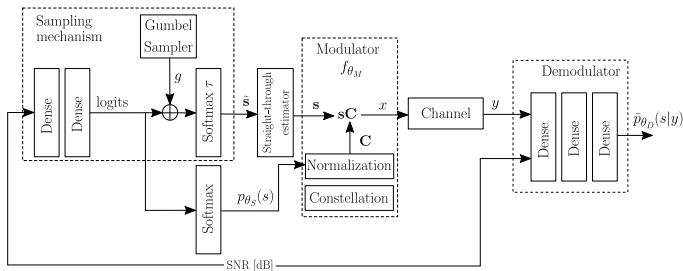 Sampling
mechanism
Gumbel
Sampler
g
Dense
Dense
logits
Softmax τ
s̃
Straight-through
estimator
s
Modulator
f_{θ_M}
sC
x
C
Normalization
Constellation
Softmax
p_{θ_S}(s)
Channel
y
Demodulator
Dense
Dense
Dense
p̃_{θ_D}(s|y)
SNR [dB]